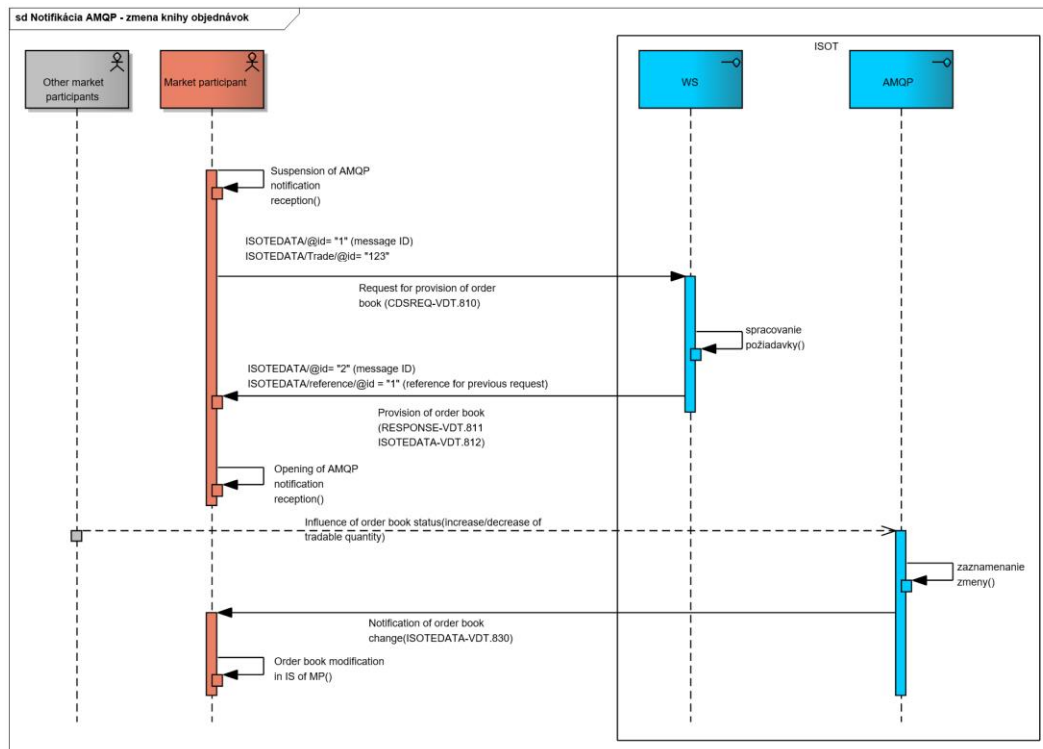 sd Notifikácia AMQP - zmena knihy objednávok
ISOT
Other market
participants
Market participant
WS
AMQP
Suspension of AMQP
notification
reception()
ISOTEDATA/@id= "1" (message ID)
ISOTEDATA/Trade/@id= "123"
Request for provision of order
book (CDSREQ-VDT.810)
spracovanie
požiadavky()
ISOTEDATA/@id= "2" (message ID)
ISOTEDATA/reference/@id = "1" (reference for previous request)
Provision of order book
(RESPONSE-VDT.811
ISOTEDATA-VDT.812)
Opening of AMQP
notification
reception()
Influence of order book status(increase/decrease of
tradable quantity)
zaznamenanie
zmeny()
Notification of order book
change(ISOTEDATA-VDT.830)
Order book modification
in IS of MP()